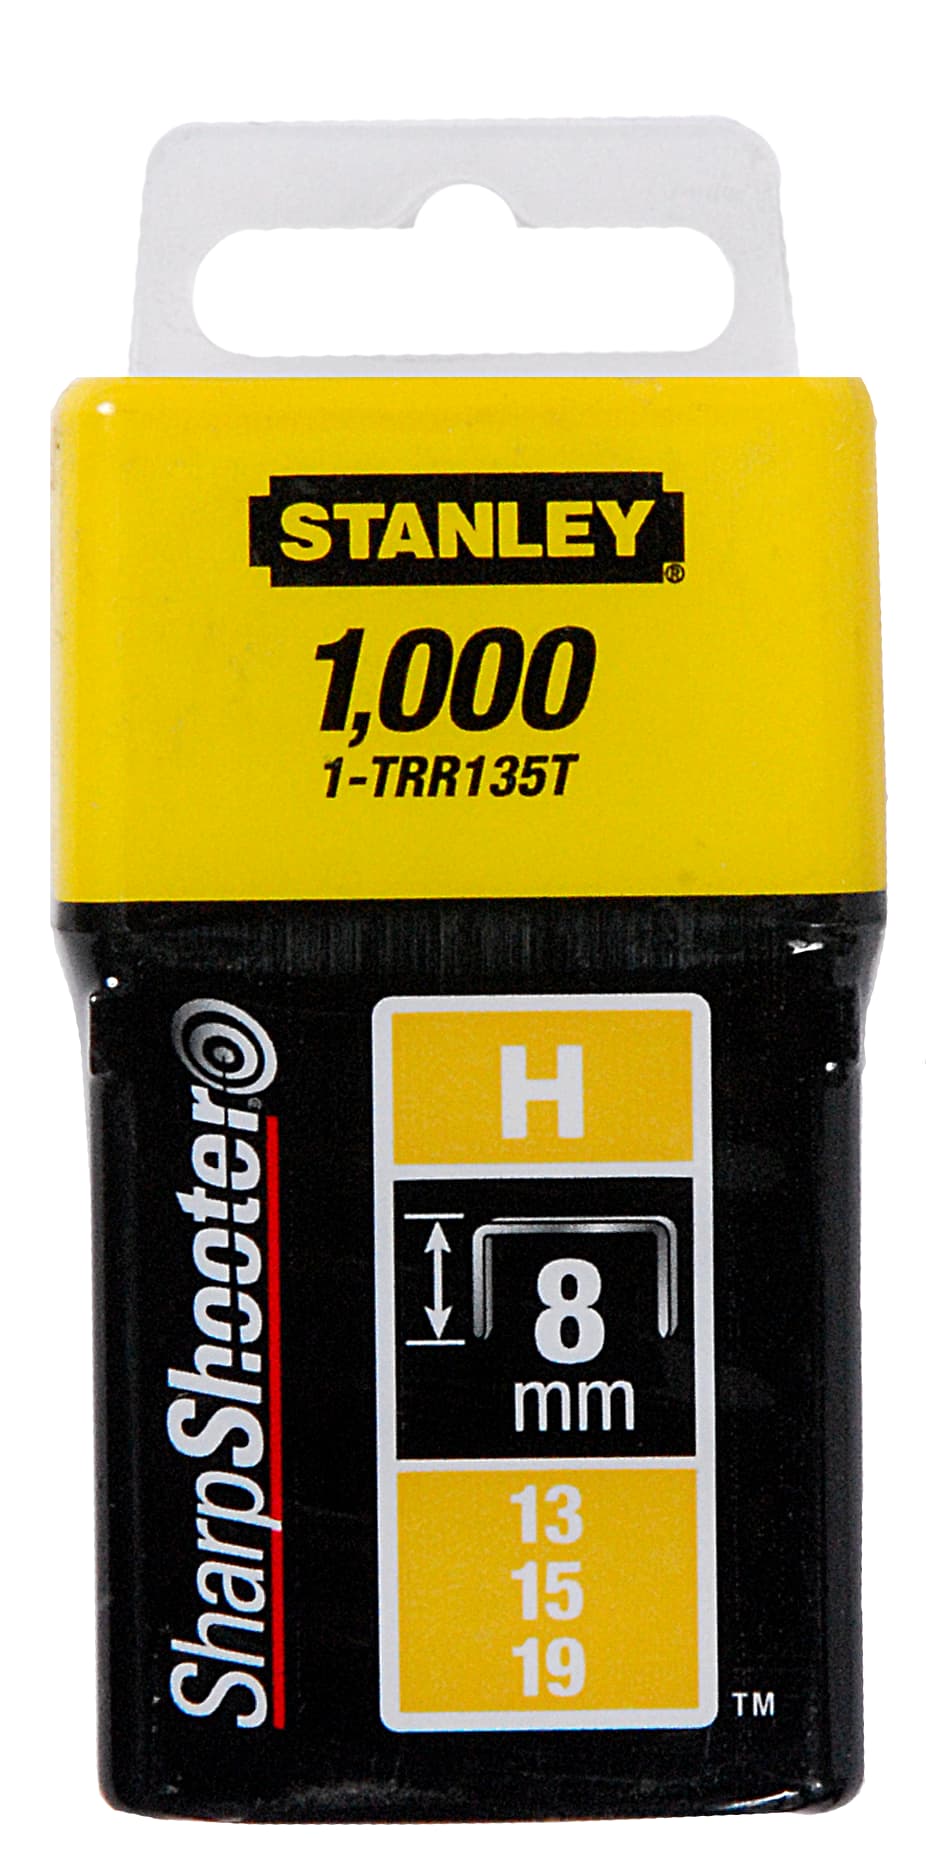 STANLEY®
1,000
1-TRR135T
SharpShooter®
H
8
mm
13
15
19
TM